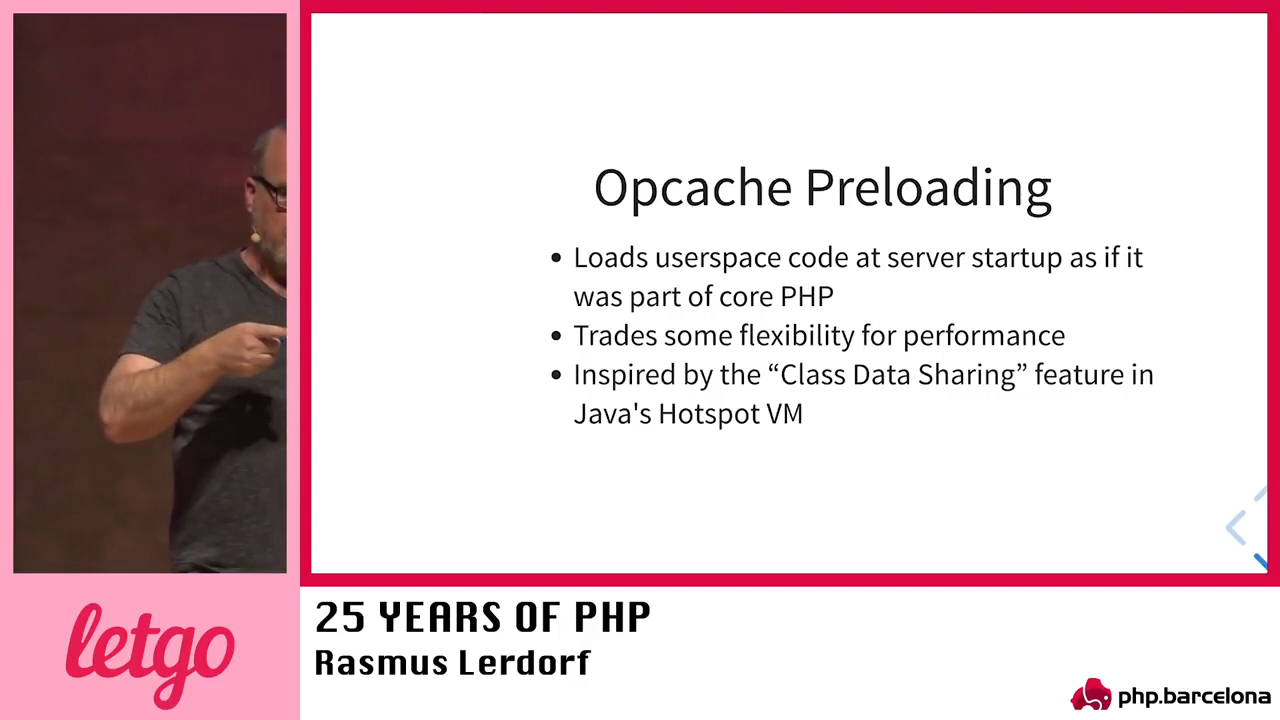 Opcache Preloading
• Loads userspace code at server startup as if it
was part of core PHP
• Trades some flexibility for performance
• Inspired by the “Class Data Sharing” feature in
Java's Hotspot VM
letgo
25 YEARS OF PHP
Rasmus Lerdorf
php.barcelona